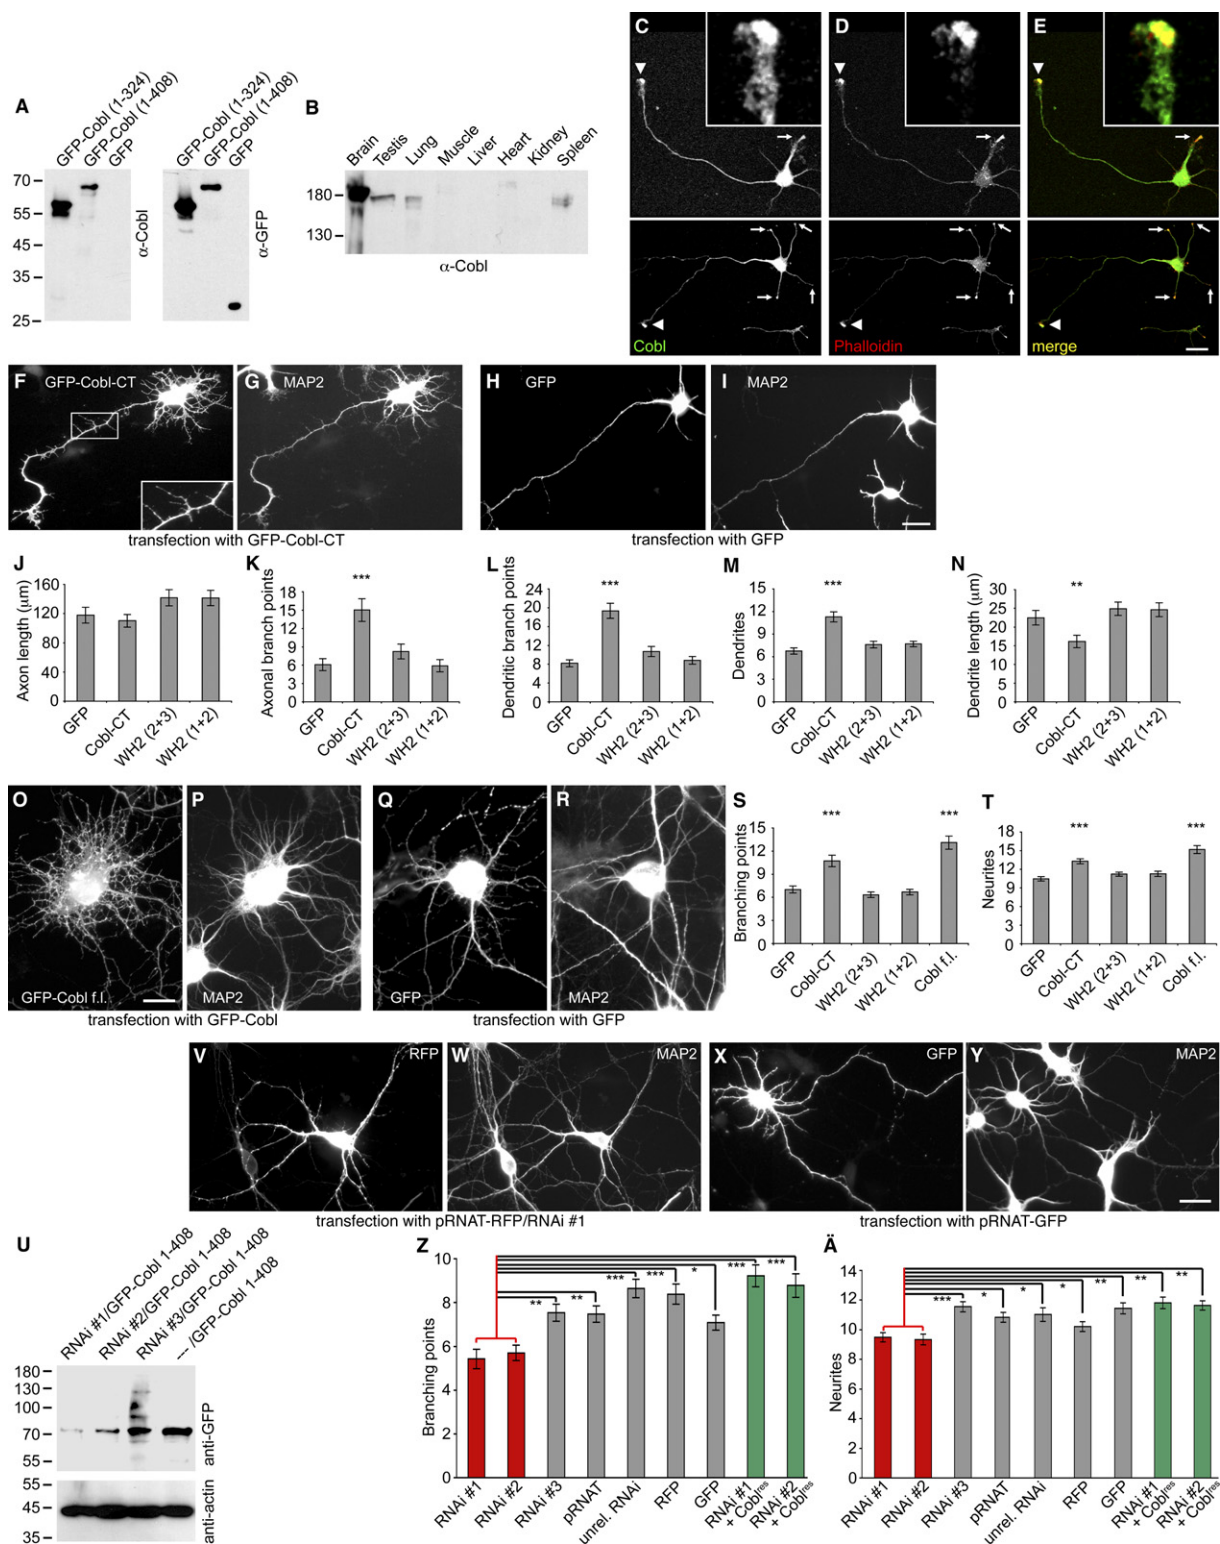 A
GFP-Cobl (1-324)
GFP-Cobl (1-408)
GFP
GFP-Cobl (1-324)
GFP-Cobl (1-408)
GFP
70
55
45
35
25
α-Cobl
α-GFP
B
Brain
Testis
Lung
Muscle
Liver
Heart
Kidney
Spleen
180
130
α-Cobl
C
D
E
Cobl
Phalloidin
merge
F
GFP-Cobl-CT
G
MAP2
H
GFP
I
MAP2
transfection with GFP-Cobl-CT
transfection with GFP
J
Axon length (µm)
160
120
80
40
0
GFP
Cobl-CT
WH2 (2+3)
WH2 (1+2)
K
Axonal branch points
18
15
12
9
6
3
0
***
GFP
Cobl-CT
WH2 (2+3)
WH2 (1+2)
L
Dendritic branch points
24
20
16
12
8
4
0
***
GFP
Cobl-CT
WH2 (2+3)
WH2 (1+2)
M
Dendrites
15
12
9
6
3
0
***
GFP
Cobl-CT
WH2 (2+3)
WH2 (1+2)
N
Dendrite length (µm)
30
25
20
15
10
5
0
**
GFP
Cobl-CT
WH2 (2+3)
WH2 (1+2)
O
GFP-Cobl f.l.
P
MAP2
Q
GFP
R
MAP2
transfection with GFP-Cobl
transfection with GFP
S
Branching points
15
12
9
6
3
0
***
***
GFP
Cobl-CT
WH2 (2+3)
WH2 (1+2)
Cobl f.l.
T
Neurites
18
15
12
9
6
3
0
***
***
GFP
Cobl-CT
WH2 (2+3)
WH2 (1+2)
Cobl f.l.
V
RFP
W
MAP2
X
GFP
Y
MAP2
transfection with pRNAT-RFP/RNAi #1
transfection with pRNAT-GFP
U
RNAi #1/GFP-Cobl 1-408
RNAi #2/GFP-Cobl 1-408
RNAi #3/GFP-Cobl 1-408
--- /GFP-Cobl 1-408
180
130
100
70
55
anti-GFP
55
45
35
anti-actin
Z
Branching points
10
8
6
4
2
0
**
**
***
***
*
***
***
RNAi #1
RNAi #2
RNAi #3
pRNAT
unrel. RNAi
RFP
GFP
RNAi #1
+ Coblres
RNAi #2
+ Coblres
Ä
Neurites
14
12
10
8
6
4
2
0
***
*
*
*
**
**
**
RNAi #1
RNAi #2
RNAi #3
pRNAT
unrel. RNAi
RFP
GFP
RNAi #1
+ Coblres
RNAi #2
+ Coblres